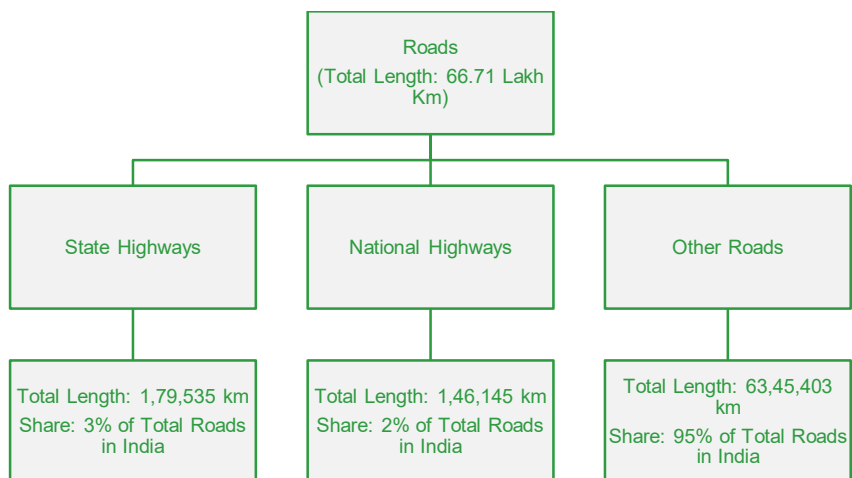 Roads
(Total Length: 66.71 Lakh
Km)
State Highways
National Highways
Other Roads
Total Length: 1,79,535 km
Share: 3% of Total Roads
in India
Total Length: 1,46,145 km
Share: 2% of Total Roads
in India
Total Length: 63,45,403
km
Share: 95% of Total Roads
in India